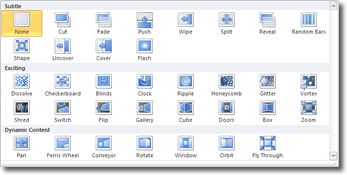 Subtle
None Cut Fade Push Wipe Split Reveal Random Bars
Shape Uncover Cover Flash
Exciting
Dissolve Checkerboard Blinds Clock Ripple Honeycomb Glitter Vortex
Shred Switch Flip Gallery Cube Doors Box Zoom
Dynamic Content
Pan Ferris Wheel Conveyor Rotate Window Orbit Fly Through